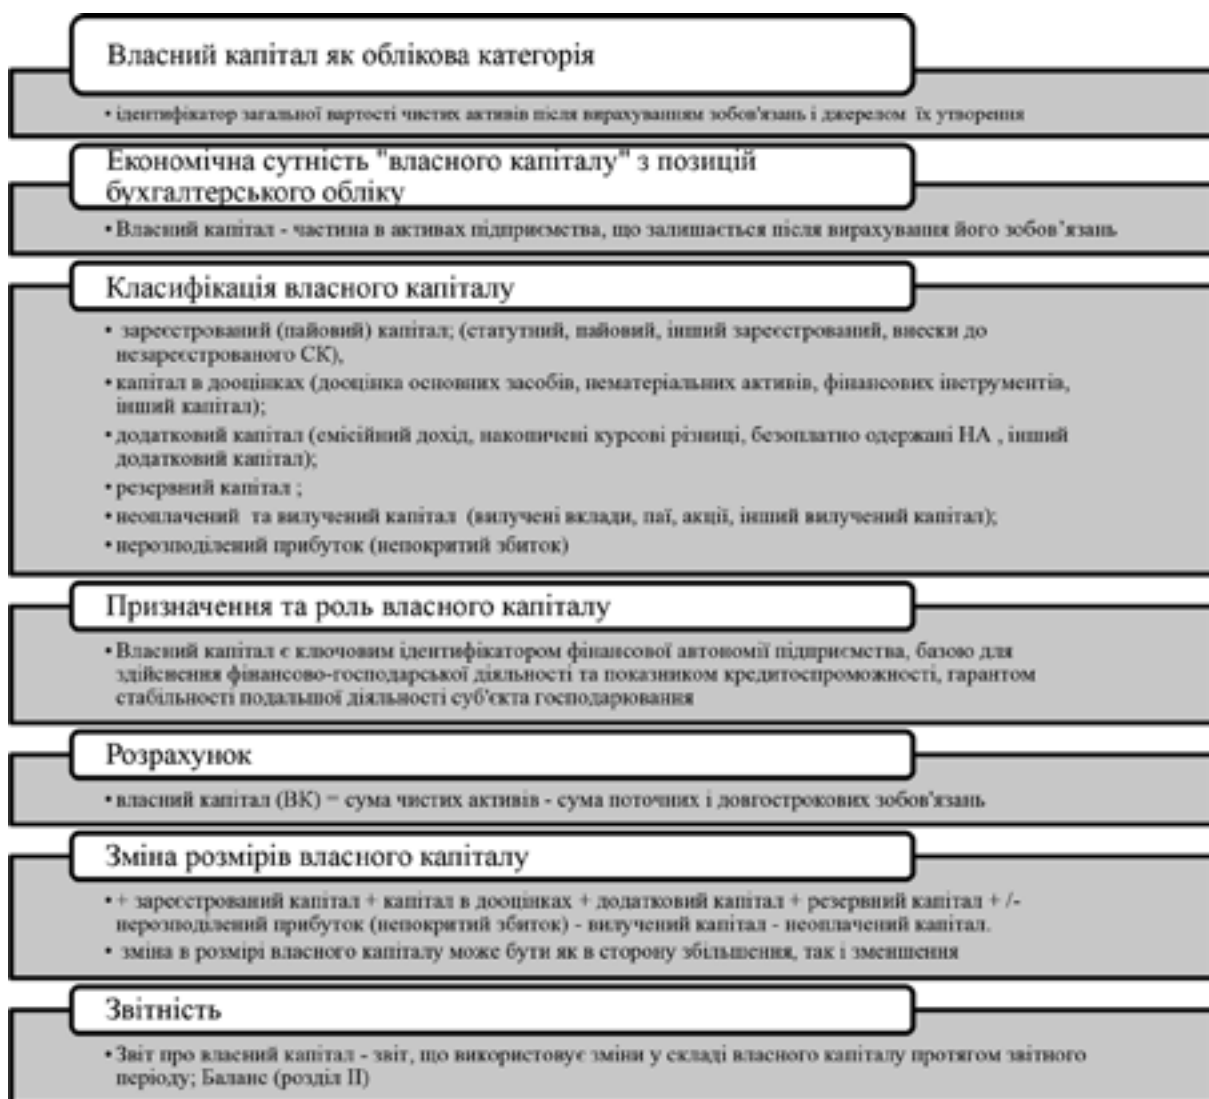 Власний капітал як облікова категорія
• ідентифікатор загальної вартості чистих активів після вирахуванням зобов'язань і джерелом їх утворення
Економічна сутність "власного капіталу" з позицій
бухгалтерського обліку
• Власний капітал - частина в активах підприємства, що залишається після вирахування його зобов’язань
Класифікація власного капіталу
• зареєстрований (пайовий) капітал; (статутний, пайовий, інший зареєстрований, внески до
незареєстрованого СК),
• капітал в дооцінках (дооцінка основних засобів, нематеріальних активів, фінансових інструментів,
інший капітал);
• додатковий капітал (емісійний дохід, накопичені курсові різниці, безоплатно одержані НА , інший
додатковий капітал);
• резервний капітал ;
• неоплачений та вилучений капітал (вилучені вклади, паї, акції, інший вилучений капітал);
• нерозподілений прибуток (непокритий збиток)
Призначення та роль власного капіталу
• Власний капітал є ключовим ідентифікатором фінансової автономії підприємства, базою для
здійснення фінансово-господарської діяльності та показником кредитоспроможності, гарантом
стабільності подальшої діяльності суб'єкта господарювання
Розрахунок
• власний капітал (ВК) = сума чистих активів - сума поточних і довгострокових зобов'язань
Зміна розмірів власного капіталу
• + зареєстрований капітал + капітал в дооцінках + додатковий капітал + резервний капітал + /-
нерозподілений прибуток (непокритий збиток) - вилучений капітал - неоплачений капітал.
• зміна в розмірі власного капіталу може бути як в сторону збільшення, так і зменшення
Звітність
• Звіт про власний капітал - звіт, що використовує зміни у складі власного капіталу протягом звітного
періоду; Баланс (розділ II)